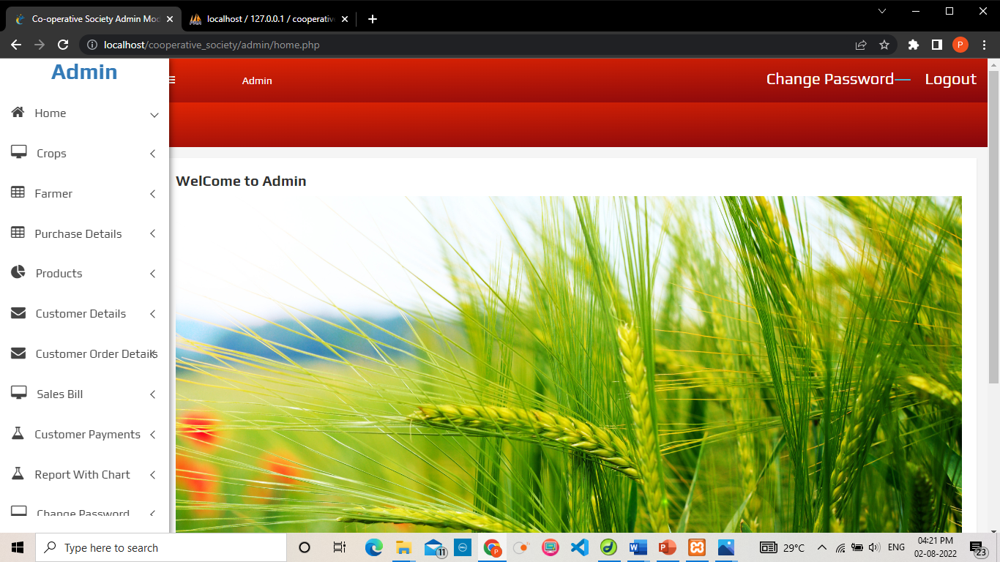 Co-operative Society Admin Mod
localhost / 127.0.0.1 / cooperative
localhost/cooperative_society/admin/home.php
P
Admin
Admin
Change Password
Logout
Home
Crops
Farmer
Purchase Details
Products
Customer Details
Customer Order Details
Sales Bill
Customer Payments
Report With Chart
Change Password
WelCome to Admin
Type here to search
11
29°C
ENG
04:21 PM
02-08-2022
23